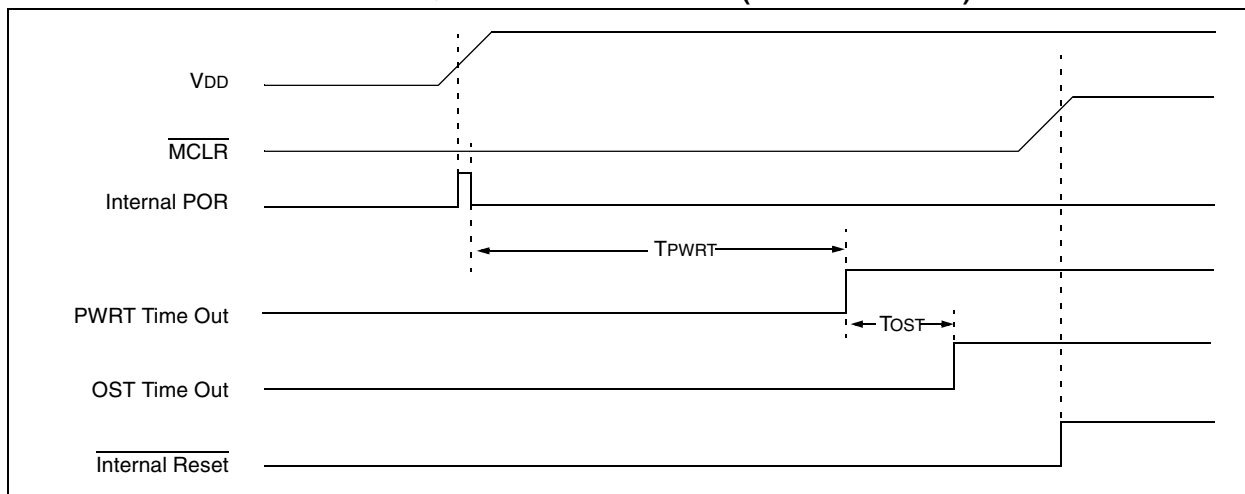 VDD
MCLR
Internal POR
TPWRT
PWRT Time Out
TOST
OST Time Out
Internal Reset